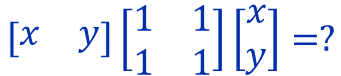 [x y] [1 1 1 1] [x y] =?